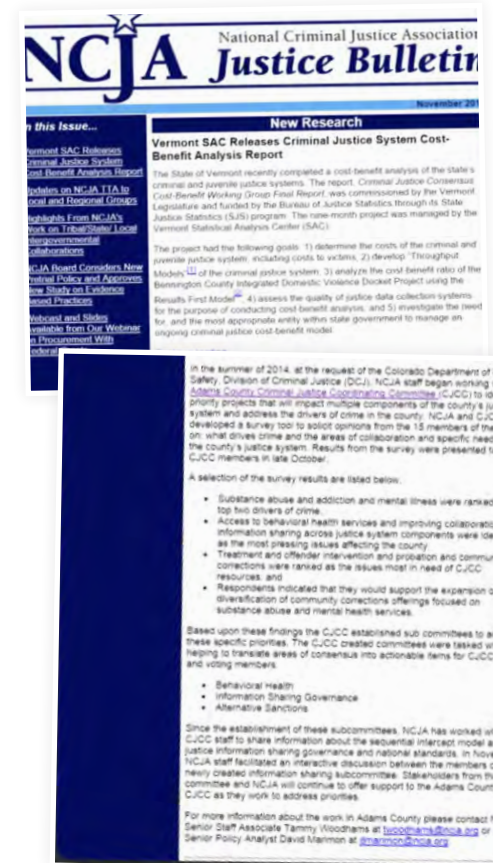 NCJA
National Criminal Justice Association
Justice Bulletin
November 201
n this Issue...
Vermont SAC Releases
Criminal Justice System
Cost-Benefit Analysis Report
Updates on NCJA TTA to
Local and Regional Groups
Highlights From NCJA's
Work on Tribal/State/ Local
Intergovernmental
Collaborations
NCJA Board Considers New
Pretrial Policy and Approves
New Study on Evidence
Based Practices
Webcast and Slides
Available from Our Webinar
on Procurement With
Federal
New Research
Vermont SAC Releases Criminal Justice System Cost-
Benefit Analysis Report
The State of Vermont recently completed a cost-benefit analysis of the state's
criminal and juvenile justice systems. The report, Criminal Justice Consensus
Cost-Benefit Working Group Final Report, was commissioned by the Vermont
Legislature and funded by the Bureau of Justice Statistics through its State
Justice Statistics (SJS) program. The nine-month project was managed by the
Vermont Statistical Analysis Center (SAC).
The project had the following goals: 1) determine the costs of the criminal and
juvenile justice system, including costs to victims, 2) develop "Throughput
Models"[1] of the criminal justice system, 3) analyze the cost benefit ratio of the
Bennington County Integrated Domestic Violence Docket Project using the
Results First Model[2], 4) assess the quality of justice data collection systems
for the purpose of conducting cost-benefit analysis, and 5) investigate the need
for, and the most appropriate entity within state government to manage an
ongoing criminal justice cost-benefit model.
In the summer of 2014, at the request of the Colorado Department of
Safety, Division of Criminal Justice (DCJ), NCJA staff began working
Adams County Criminal Justice Coordinating Committee (CJCC) to id
priority projects that will impact multiple components of the county's ju
system and address the drivers of crime in the county. NCJA and CJC
developed a survey tool to solicit opinions from the 15 members of the
on: what drives crime and the areas of collaboration and specific need
the county's justice system. Results from the survey were presented t
CJCC members in late October.
A selection of the survey results are listed below.
• Substance abuse and addiction and mental illness were ranked
top two drivers of crime.
• Access to behavioral health services and improving collaboratio
information sharing across justice system components were ide
as the most pressing issues affecting the county
• Treatment and offender intervention and probation and commun
corrections were ranked as the issues most in need of CJCC
resources; and
• Respondents indicated that they would support the expansion o
diversification of community corrections offerings focused on
substance abuse and mental health services.
Based upon these findings the CJCC established sub committees to a
these specific priorities. The CJCC created committees were tasked w
helping to translate areas of consensus into actionable items for CJCC
and voting members.
• Behavioral Health
• Information Sharing Governance
• Alternative Sanctions
Since the establishment of these subcommittees, NCJA has worked w
CJCC staff to share information about the sequential intercept model a
justice information sharing governance and national standards. In Nove
NCJA staff facilitated an interactive discussion between the members o
newly created information sharing subcommittee. Stakeholders from th
committee and NCJA will continue to offer support to the Adams Count
CJCC as they work to address priorities.
For more information about the work in Adams County please contact
Senior Staff Associate Tammy Woodhams at twoodhams@ncja.org or
Senior Policy Analyst David Marimon at dmarimon@ncja.org